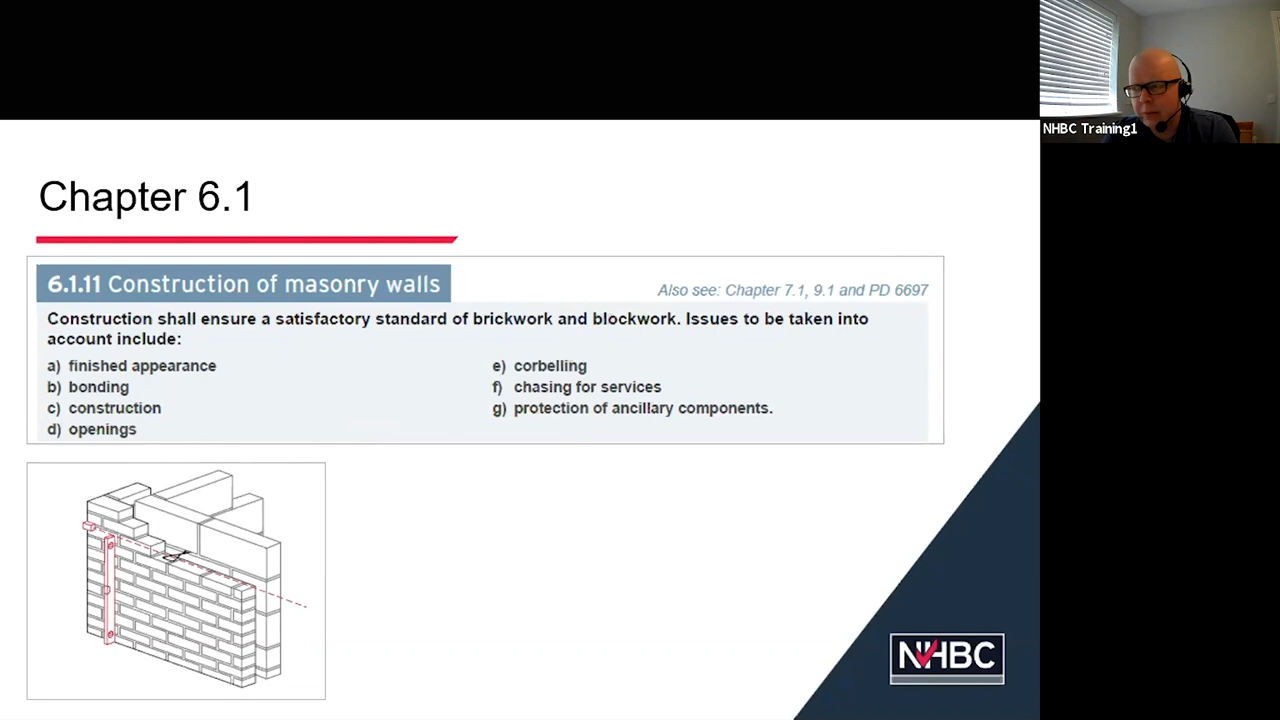 NHBC Training1
Chapter 6.1
6.1.11 Construction of masonry walls
Also see: Chapter 7.1, 9.1 and PD 6697
Construction shall ensure a satisfactory standard of brickwork and blockwork. Issues to be taken into
account include:
a) finished appearance
b) bonding
c) construction
d) openings
e) corbelling
f) chasing for services
g) protection of ancillary components.
NHBC